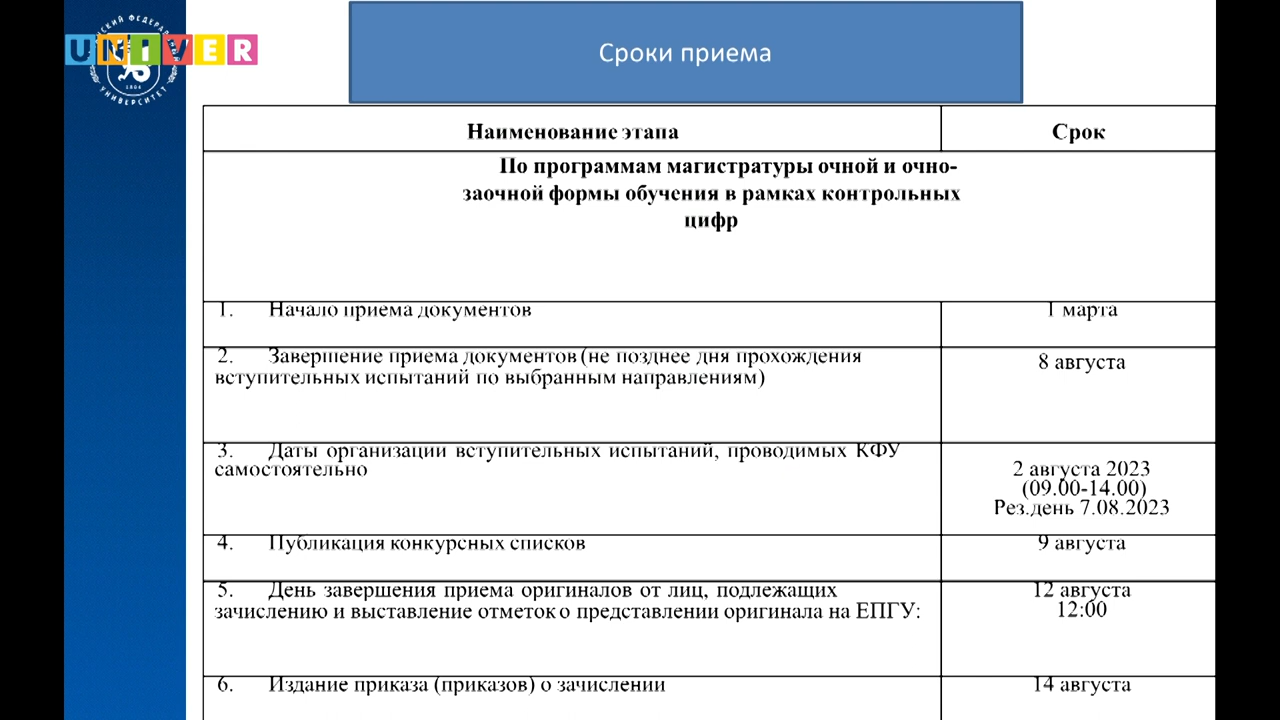 UNIVER
1804
УНИВЕРСИТЕТ
Сроки приема
Наименование этапа
Срок
По программам магистратуры очной и очно-
заочной формы обучения в рамках контрольных
цифр
1. Начало приема документов
1 марта
2. Завершение приема документов (не позднее дня прохождения
вступительных испытаний по выбранным направлениям)
8 августа
3. Даты организации вступительных испытаний, проводимых КФУ
самостоятельно
2 августа 2023
(09.00-14.00)
Рез.день 7.08.2023
4. Публикация конкурсных списков
9 августа
5. День завершения приема оригиналов от лиц, подлежащих
зачислению и выставление отметок о представлении оригинала на ЕПГУ:
12 августа
12:00
6. Издание приказа (приказов) о зачислении
14 августа